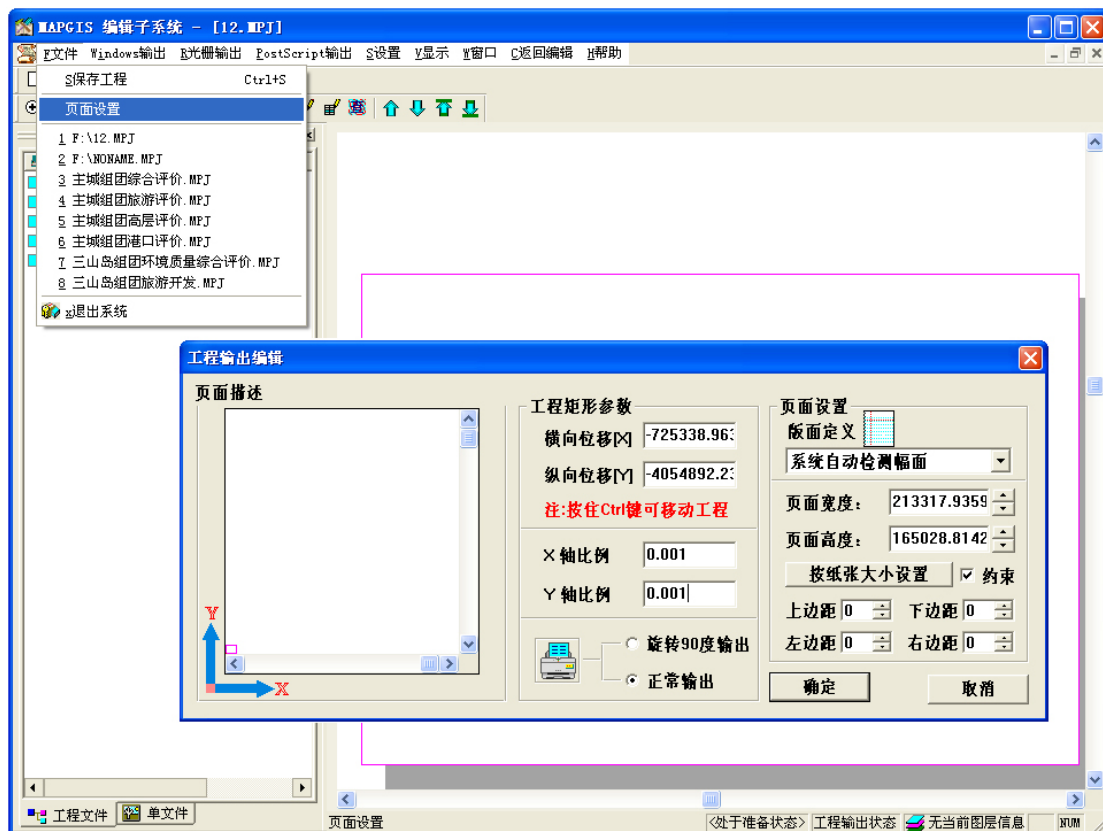 MAPGIS 编辑子系统 - [12.MPJ]
F文件 Windows输出 R光栅输出 PostScript输出 S设置 V显示 W窗口 C返回编辑 H帮助
S保存工程 Ctrl+S
页面设置
1 F:\12.MPJ
2 F:\NONAME.MPJ
3 主城组团综合评价.MPJ
4 主城组团旅游评价.MPJ
5 主城组团高层评价.MPJ
6 主城组团港口评价.MPJ
7 三山岛组团环境质量综合评价.MPJ
8 三山岛组团旅游开发.MPJ
x退出系统
工程输出编辑
页面描述
Y
X
工程矩形参数
横向位移[X] -725338.963
纵向位移[Y] -4054892.23
注:按住Ctrl键可移动工程
X 轴比例 0.001
Y 轴比例 0.001
旋转90度输出
正常输出
页面设置
版面定义
系统自动检测幅面
页面宽度: 213317.9359
页面高度: 165028.8142
按纸张大小设置 约束
上边距 0 下边距 0
左边距 0 右边距 0
确定 取消
工程文件 单文件
页面设置 <处于准备状态> 工程输出状态 无当前图层信息 NUM